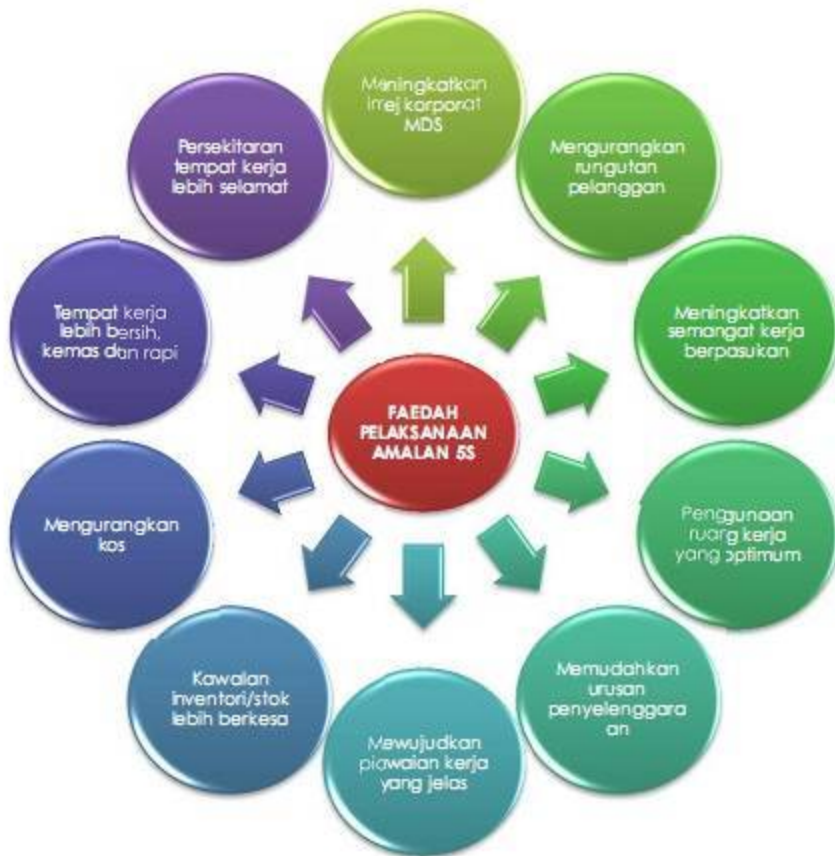 Meningkatkan
imej korporat
MDS
Mengurangkan
rungutan
pelanggan
Meningkatkan
semangat kerja
berpasukan
Penggunaan
ruang kerja
yang optimum
Memudahkan
urusan
penyelenggara
an
Mewujudkan
piawaian kerja
yang jelas
Kawalan
inventori/stok
lebih berkesa
Mengurangkan
kos
Tempat kerja
lebih bersih,
kemas dan rapi
Persekitaran
tempat kerja
lebih selamat
FAEDAH
PELAKSANAAN
AMALAN 5S